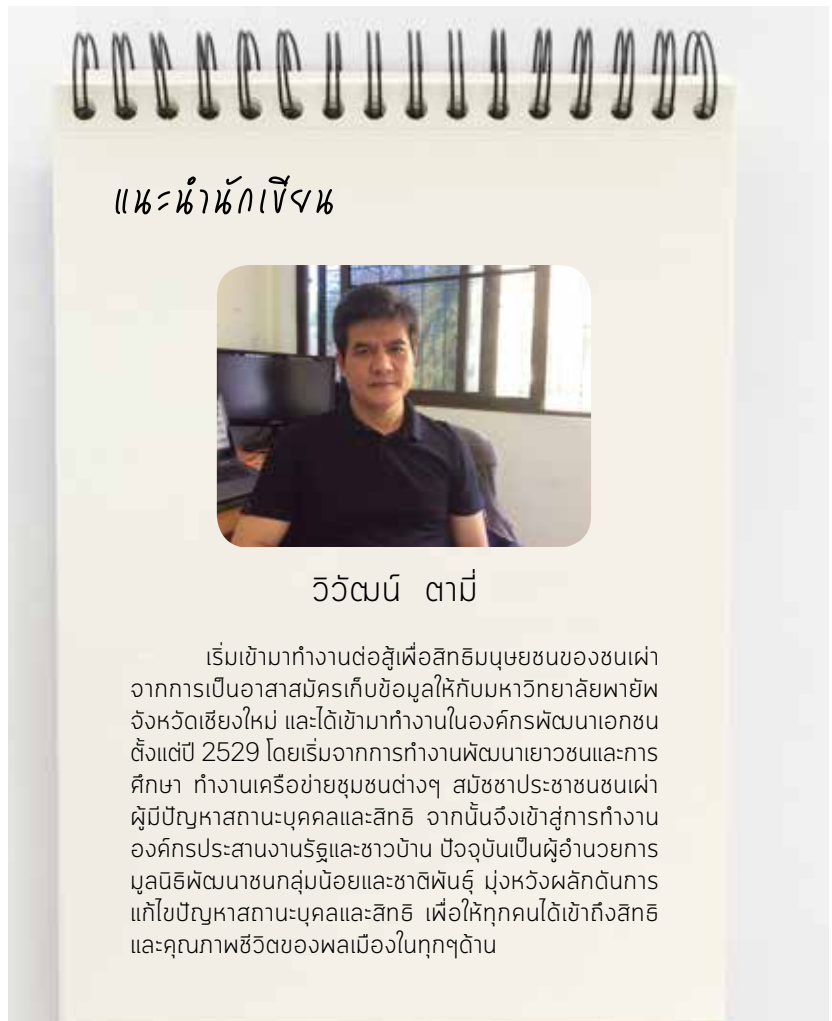 แนะนำนักเขียน
วิวัฒน์ ตามี่
เริ่มเข้ามาทำงานต่อสู้เพื่อสิทธิมนุษยชนของชนเผ่า
จากการเป็นอาสาสมัครเก็บข้อมูลให้กับมหาวิทยาลัยพายัพ
จังหวัดเชียงใหม่ และได้เข้ามาทำงานในองค์กรพัฒนาเอกชน
ตั้งแต่ปี 2529 โดยเริ่มจากการทำงานพัฒนาเยาวชนและการ
ศึกษา ทำงานเครือข่ายชุมชนต่างๆ สมัชชาประชาชนชนเผ่า
ผู้มีปัญหาสถานะบุคคลและสิทธิ จากนั้นจึงเข้าสู่การทำงาน
องค์กรประสานงานรัฐและชาวบ้าน ปัจจุบันเป็นผู้อำนวยการ
มูลนิธิพัฒนาชนกลุ่มน้อยและชาติพันธุ์ มุ่งหวังผลักดันการ
แก้ไขปัญหาสถานะบุคลและสิทธิ เพื่อให้ทุกคนได้เข้าถึงสิทธิ
และคุณภาพชีวิตของพลเมืองในทุกๆด้าน